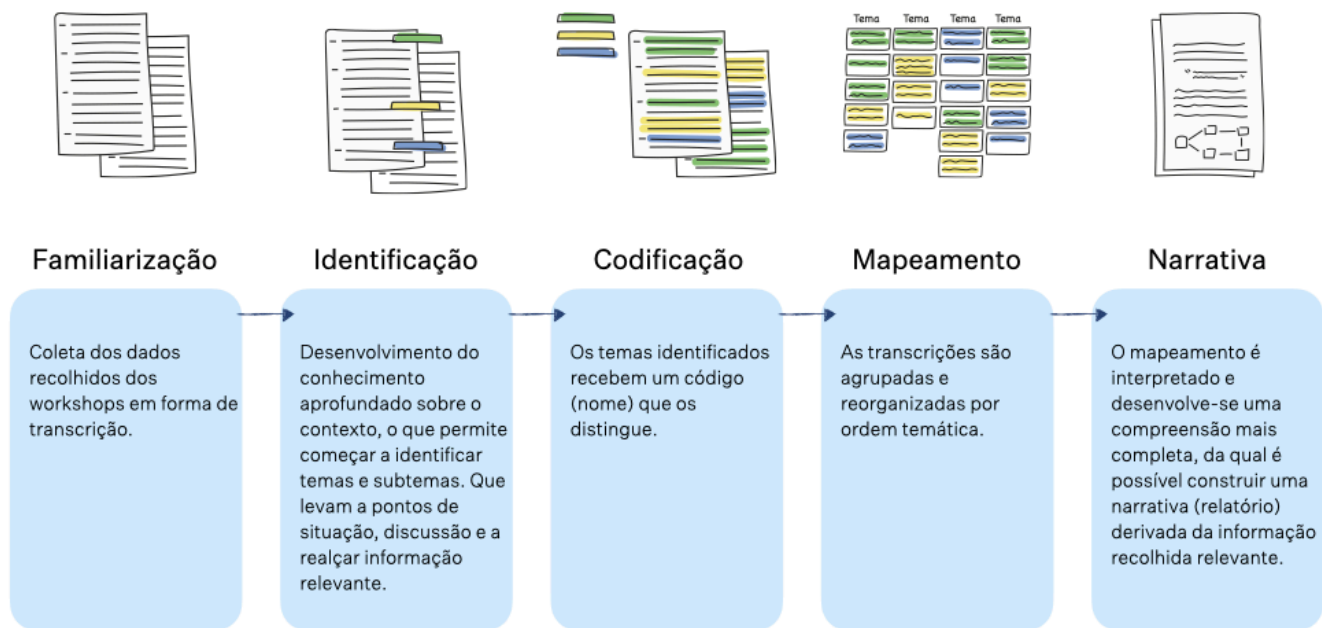 Tema Tema Tema Tema
Familiarização
Identificação
Codificação
Mapeamento
Narrativa
Coleta dos dados
recolhidos dos
workshops em forma de
transcrição.
Desenvolvimento do
conhecimento
aprofundado sobre o
contexto, o que permite
começar a identificar
temas e subtemas. Que
levam a pontos de
situação, discussão e a
realçar informação
relevante.
Os temas identificados
recebem um código
(nome) que os
distingue.
As transcrições são
agrupadas e
reorganizadas por
ordem temática.
O mapeamento é
interpretado e
desenvolve-se uma
compreensão mais
completa, da qual é
possível construir uma
narrativa (relatório)
derivada da informação
recolhida relevante.